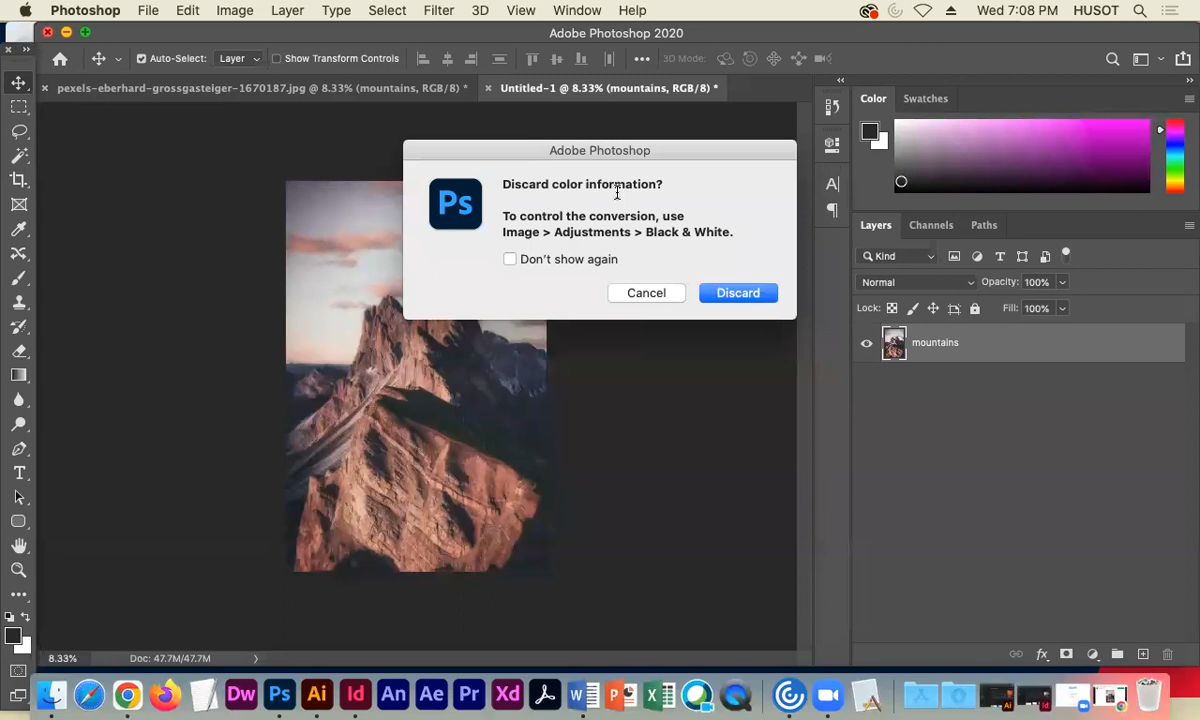 Photoshop File Edit Image Layer Type Select Filter 3D View Window Help Wed 7:08 PM HUSOT
Adobe Photoshop 2020
Auto-Select: Layer Show Transform Controls 3D Mode:
pexels-eberhard-grossgasteiger-1670187.jpg @ 8.33% (mountains, RGB/8) *
Untitled-1 @ 8.33% (mountains, RGB/8) *
Color Swatches
Adobe Photoshop
Ps
Discard color information?
To control the conversion, use
Image > Adjustments > Black & White.
Don't show again
Cancel Discard
Layers Channels Paths
Kind
Normal Opacity: 100%
Lock: Fill: 100%
mountains
8.33% Doc: 47.7M/47.7M
Dw Ps Ai Id An Ae Pr Xd